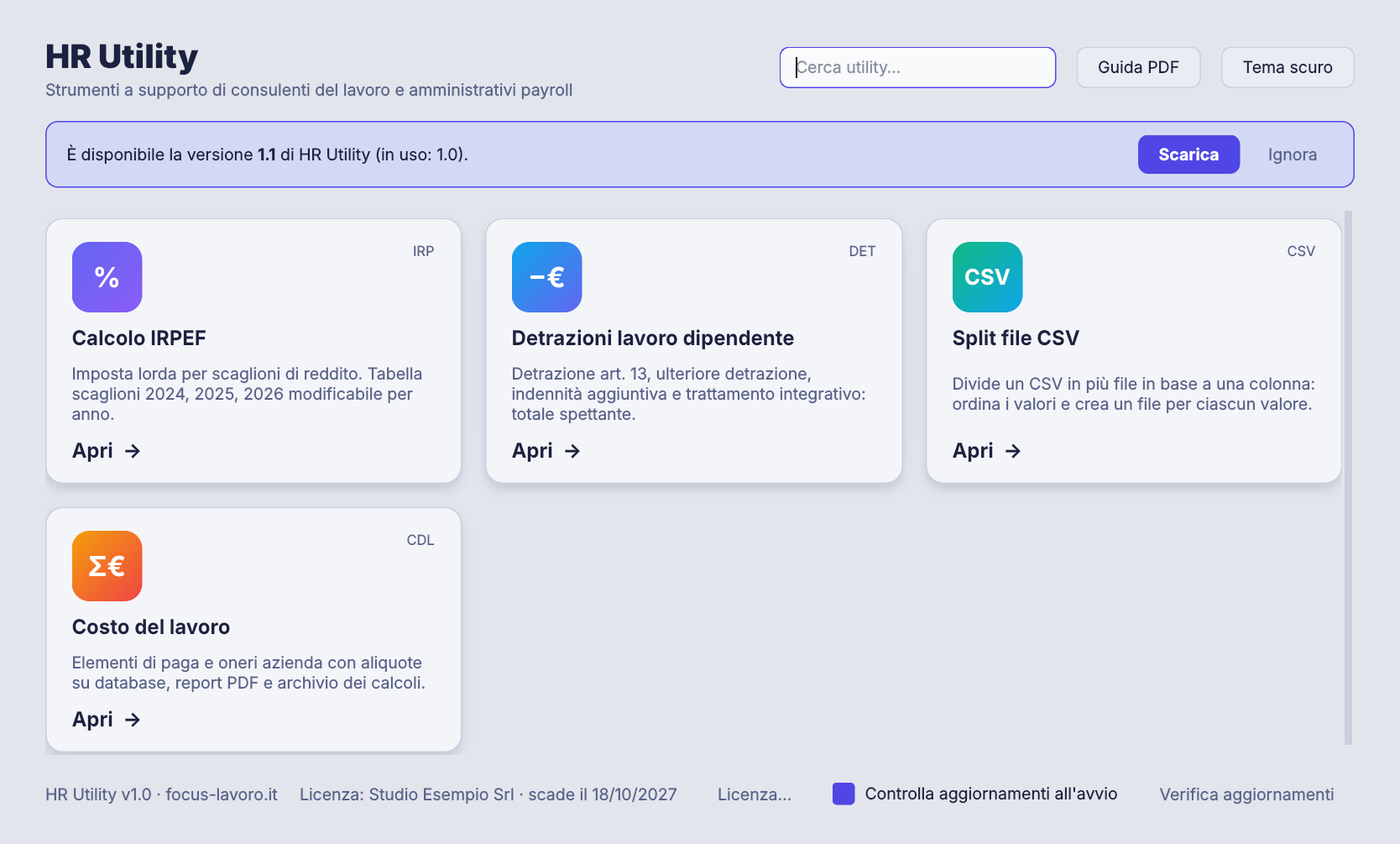 HR Utility
Strumenti a supporto di consulenti del lavoro e amministrativi payroll
Cerca utility...
Guida PDF
Tema scuro
È disponibile la versione 1.1 di HR Utility (in uso: 1.0).
Scarica
Ignora
%
IRP
Calcolo IRPEF
Imposta lorda per scaglioni di reddito. Tabella
scaglioni 2024, 2025, 2026 modificabile per
anno.
Apri →
−€
DET
Detrazioni lavoro dipendente
Detrazione art. 13, ulteriore detrazione,
indennità aggiuntiva e trattamento integrativo:
totale spettante.
Apri →
CSV
CSV
Split file CSV
Divide un CSV in più file in base a una colonna:
ordina i valori e crea un file per ciascun valore.
Apri →
Σ€
CDL
Costo del lavoro
Elementi di paga e oneri azienda con aliquote
su database, report PDF e archivio dei calcoli.
Apri →
HR Utility v1.0 · focus-lavoro.it
Licenza: Studio Esempio Srl · scade il 18/10/2027
Licenza...
Controlla aggiornamenti all'avvio
Verifica aggiornamenti